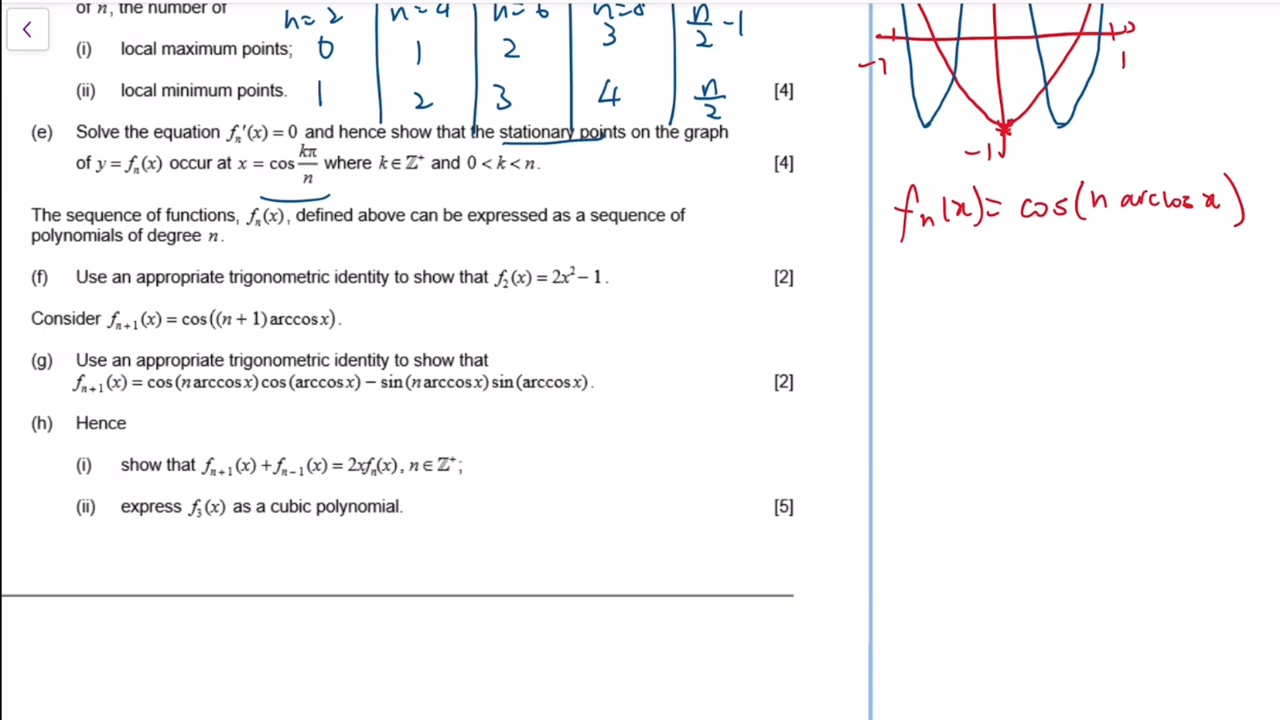 of n, the number of
n=2 | n=4 | n=6 | n=8 | n/2 -1
(i) local maximum points; 0 | 1 | 2 | 3
(ii) local minimum points. 1 | 2 | 3 | 4 | n/2 [4]
(e) Solve the equation fₙ′(x) = 0 and hence show that the stationary points on the graph
of y = fₙ(x) occur at x = cos kπ/n where k ∈ ℤ⁺ and 0 < k < n. [4]
The sequence of functions, fₙ(x), defined above can be expressed as a sequence of
polynomials of degree n.
(f) Use an appropriate trigonometric identity to show that f₂(x) = 2x² − 1. [2]
Consider fₙ₊₁(x) = cos((n + 1) arccos x).
(g) Use an appropriate trigonometric identity to show that
fₙ₊₁(x) = cos(n arccos x) cos(arccos x) − sin(n arccos x) sin(arccos x). [2]
(h) Hence
(i) show that fₙ₊₁(x) + fₙ₋₁(x) = 2xfₙ(x), n ∈ ℤ⁺;
(ii) express f₃(x) as a cubic polynomial. [5]
-1
1
-1
fₙ(x) = cos(n arccos x)